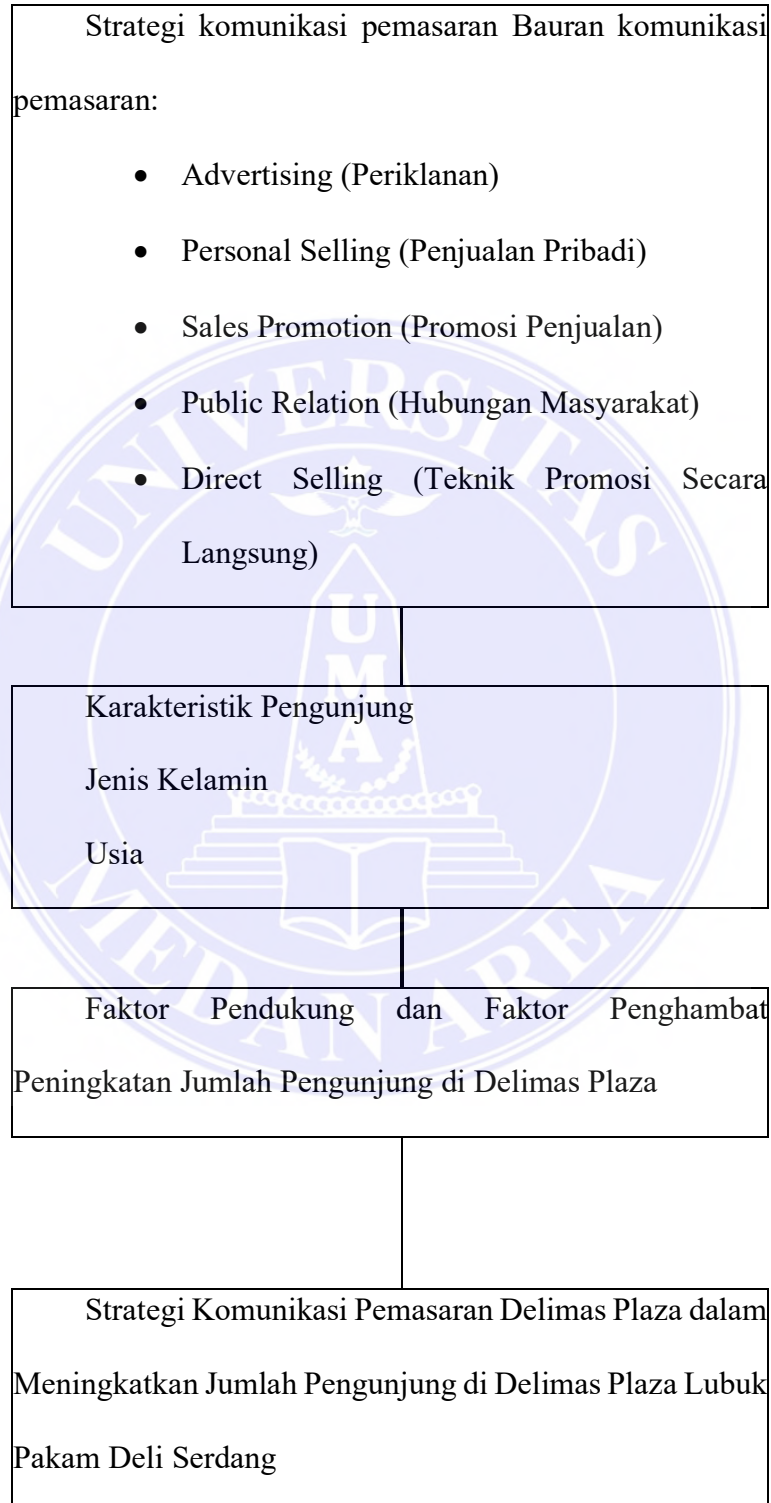 Strategi komunikasi pemasaran Bauran komunikasi
pemasaran:
• Advertising (Periklanan)
• Personal Selling (Penjualan Pribadi)
• Sales Promotion (Promosi Penjualan)
• Public Relation (Hubungan Masyarakat)
• Direct Selling (Teknik Promosi Secara
Langsung)
Karakteristik Pengunjung
Jenis Kelamin
Usia
Faktor Pendukung dan Faktor Penghambat
Peningkatan Jumlah Pengunjung di Delimas Plaza
Strategi Komunikasi Pemasaran Delimas Plaza dalam
Meningkatkan Jumlah Pengunjung di Delimas Plaza Lubuk
Pakam Deli Serdang
UNIVERSITAS
MEDAN AREA
U
M
A